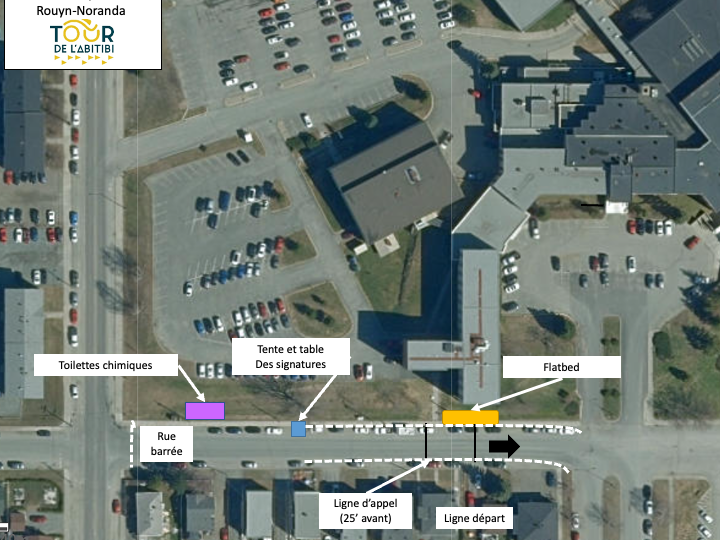 Rouyn-Noranda
TOUR
DE L'ABITIBI
Toilettes chimiques
Tente et table
Des signatures
Flatbed
Rue
barrée
Ligne d'appel
(25' avant)
Ligne départ